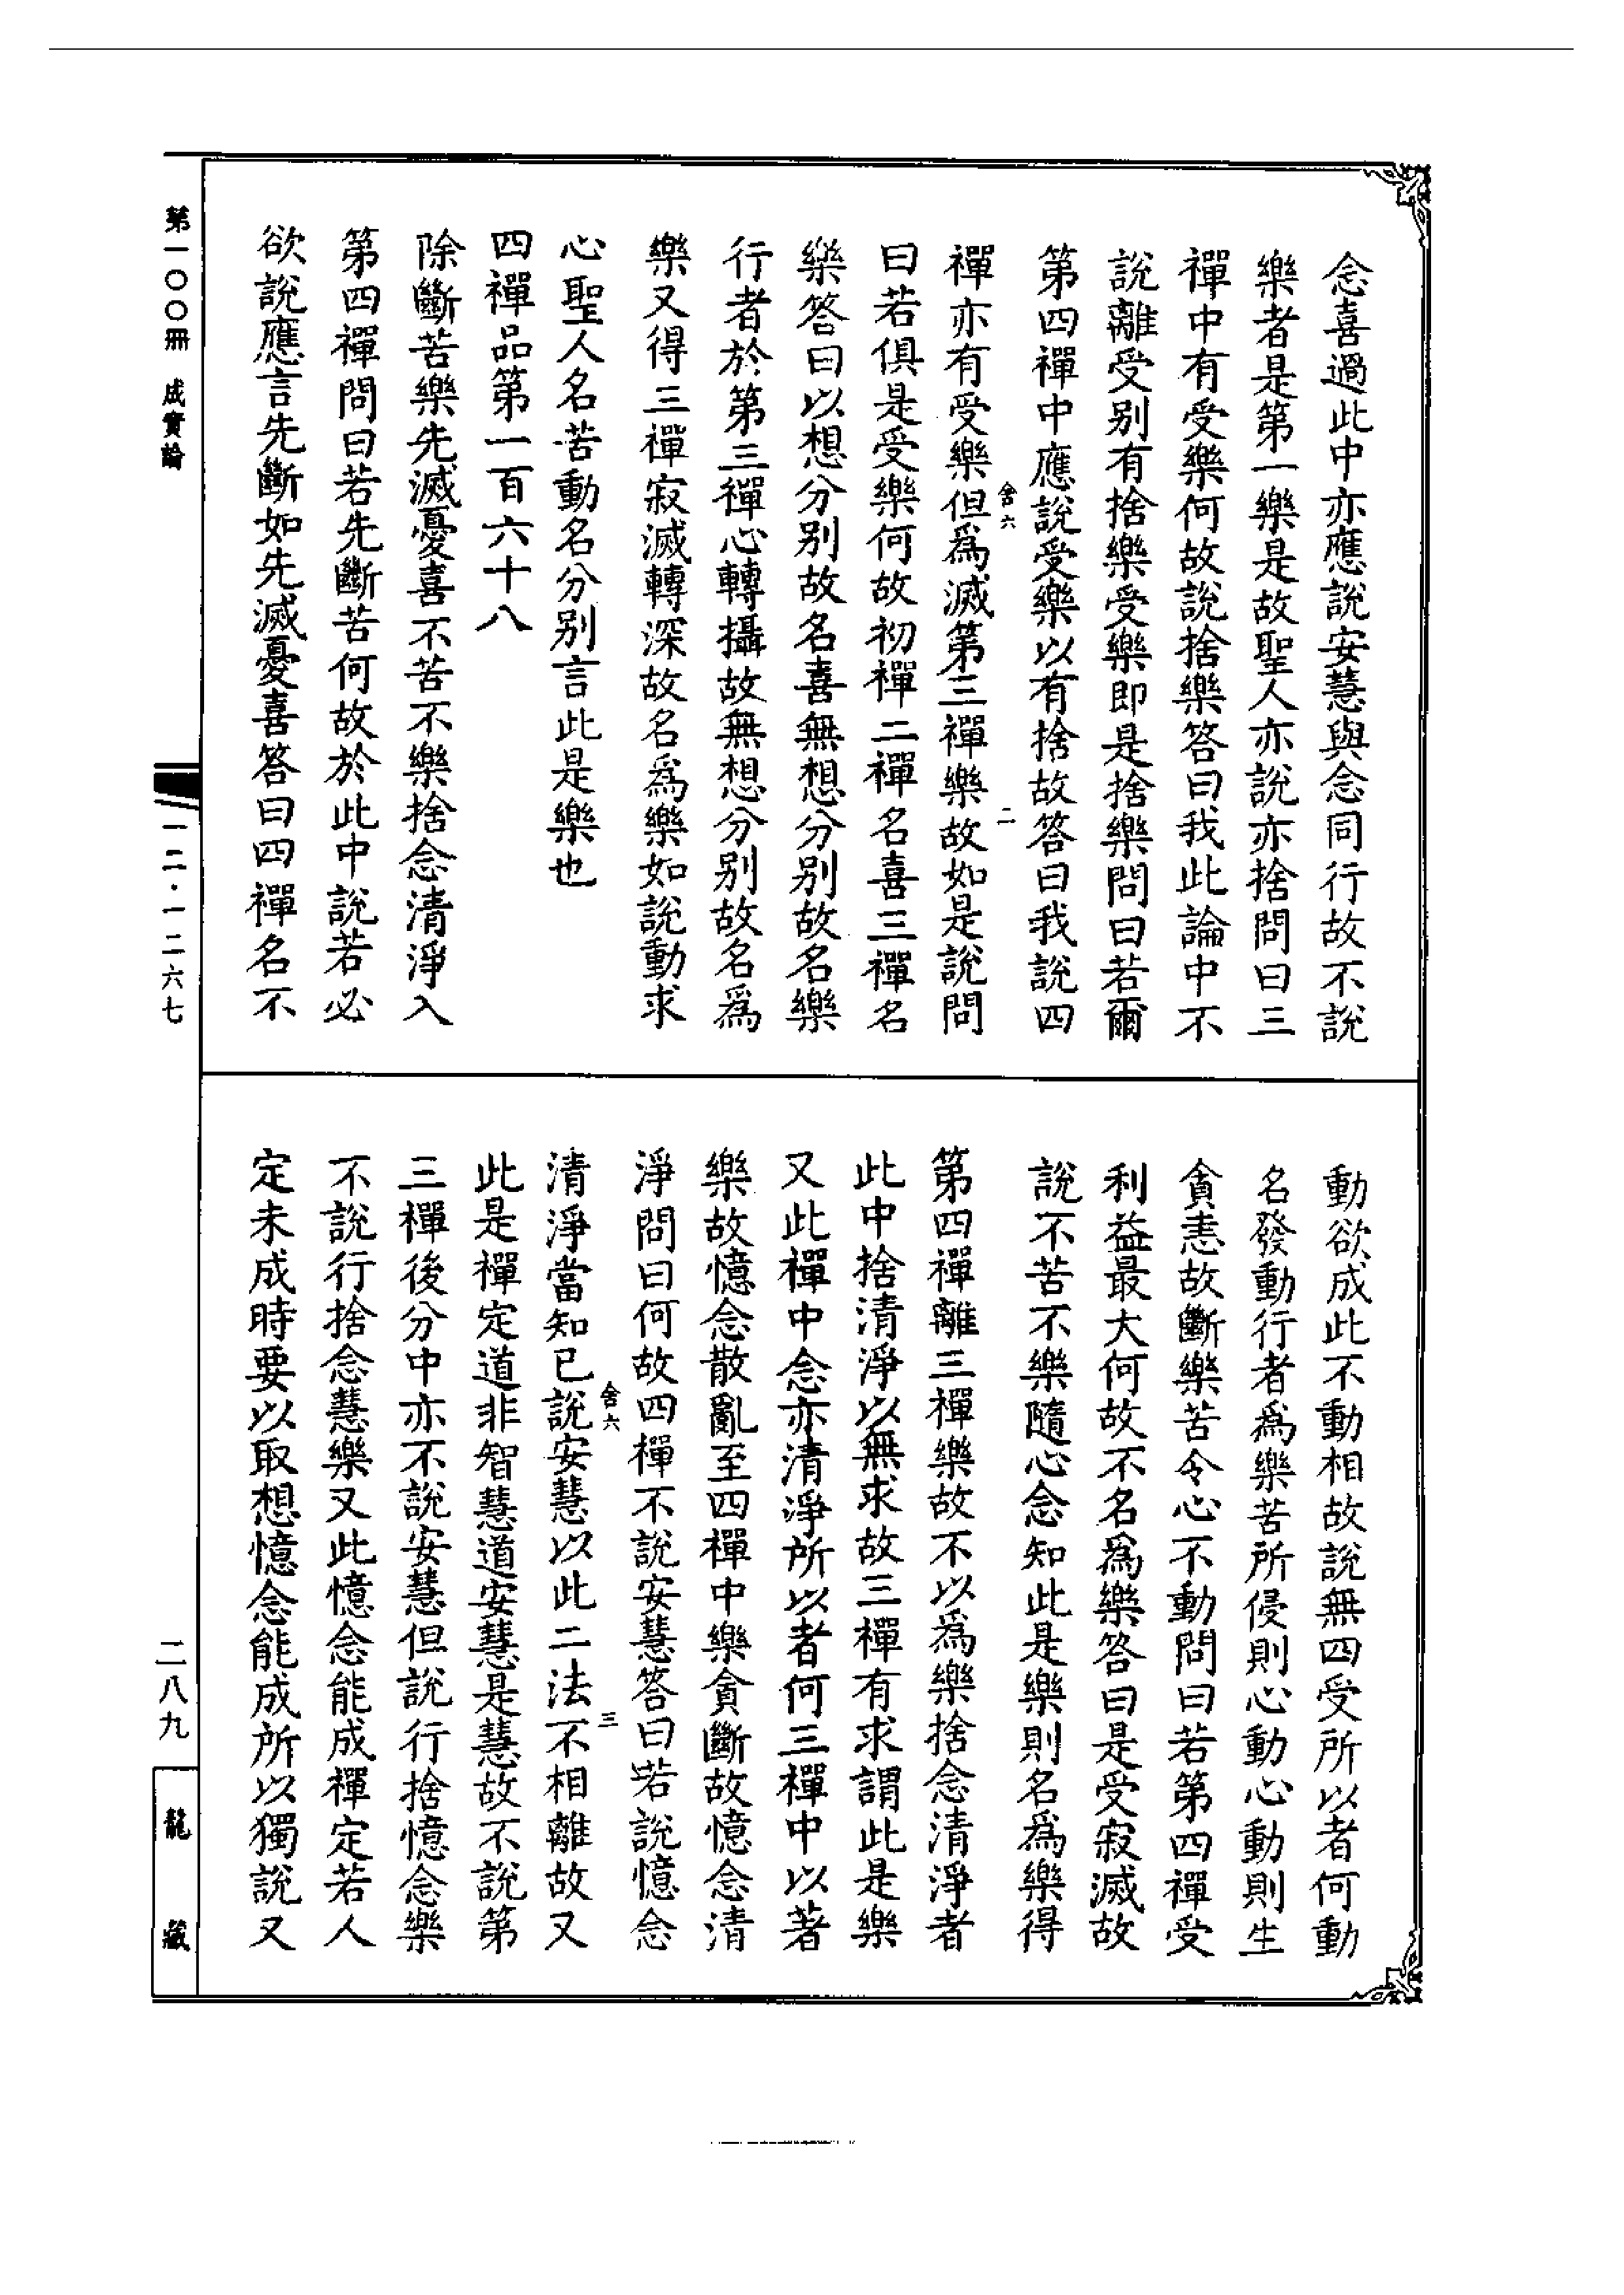 念喜過此中亦應說安慧與念同行故不說
樂者是第一樂是故聖人亦說亦捨問曰三
禪中有受樂何故說捨樂答曰我此論中不
說離受別有捨樂受樂即是捨樂問曰若爾
第四禪中應說受樂以有捨故答曰我說四
舍六 二
禪亦有受樂但為滅第三禪樂故如是說問
曰若俱是受樂何故初禪二禪名喜三禪名
樂答曰以想分別故名喜無想分別故名樂
行者於第三禪心轉攝故無想分別故名為
樂又得三禪寂滅轉深故名為樂如說動求
心聖人名苦動名分別言此是樂也
四禪品第一百六十八
除斷苦樂先滅憂喜不苦不樂捨念清淨入
第四禪問曰若先斷苦何故於此中說若必
欲說應言先斷如先滅憂喜答曰四禪名不
動欲成此不動相故說無四受所以者何動
名發動行者為樂苦所侵則心動心動則生
貪恚故斷樂苦令心不動問曰若第四禪受
利益最大何故不名為樂答曰是受寂滅故
說不苦不樂隨心念知此是樂則名為樂得
第四禪離三禪樂故不以為樂捨念清淨者
此中捨清淨以無求故三禪有求謂此是樂
又此禪中念亦清淨所以者何三禪中以著
樂故憶念散亂至四禪中樂貪斷故憶念清
淨問曰何故四禪不說安慧答曰若說憶念
舍六 三
清淨當知已說安慧以此二法不相離故又
此是禪定道非智慧道安慧是慧故不說第
三禪後分中亦不說安慧但說行捨憶念樂
不說行捨念慧樂又此憶念能成禪定若人
定未成時要以取想憶念能成所以獨說又
第一〇〇冊 成實論
一二·一二六七
二八九
龍藏